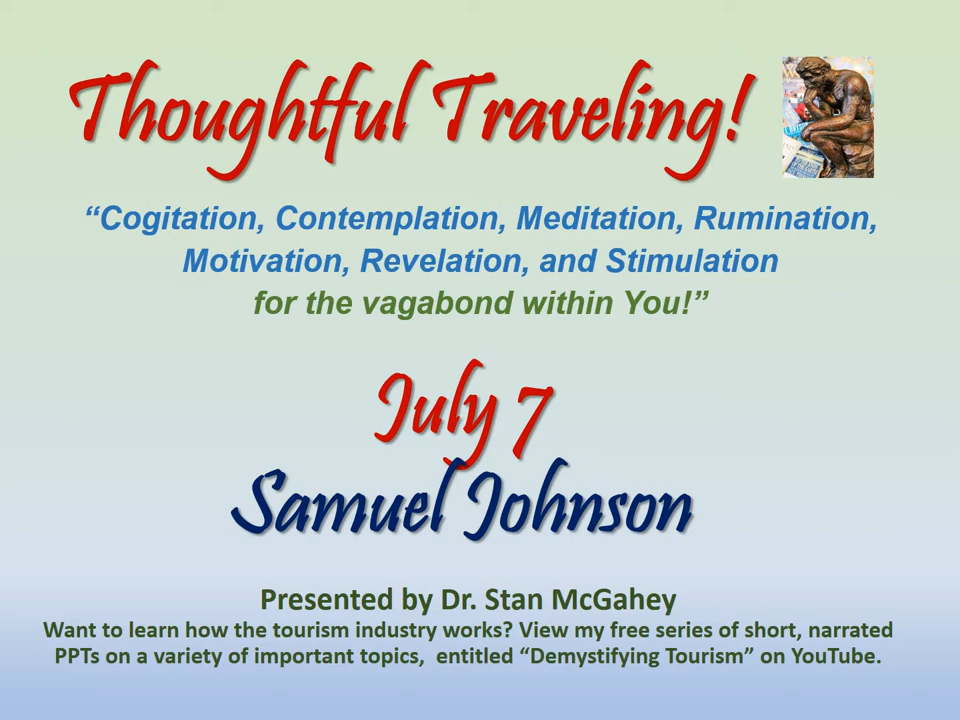 Thoughtful Traveling!
“Cogitation, Contemplation, Meditation, Rumination,
Motivation, Revelation, and Stimulation
for the vagabond within You!”
July 7
Samuel Johnson
Presented by Dr. Stan McGahey
Want to learn how the tourism industry works? View my free series of short, narrated
PPTs on a variety of important topics,  entitled “Demystifying Tourism” on YouTube.